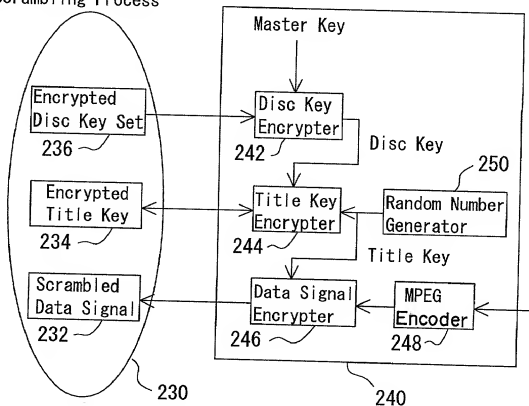 Scrambling Process
Master Key
Encrypted
Disc Key Set
236
Disc Key
Encrypter
242
Disc Key
250
Encrypted
Title Key
234
Title Key
Encrypter
244
Random Number
Generator
Title Key
Scrambled
Data Signal
232
Data Signal
Encrypter
246
MPEG
Encoder
248
230
240